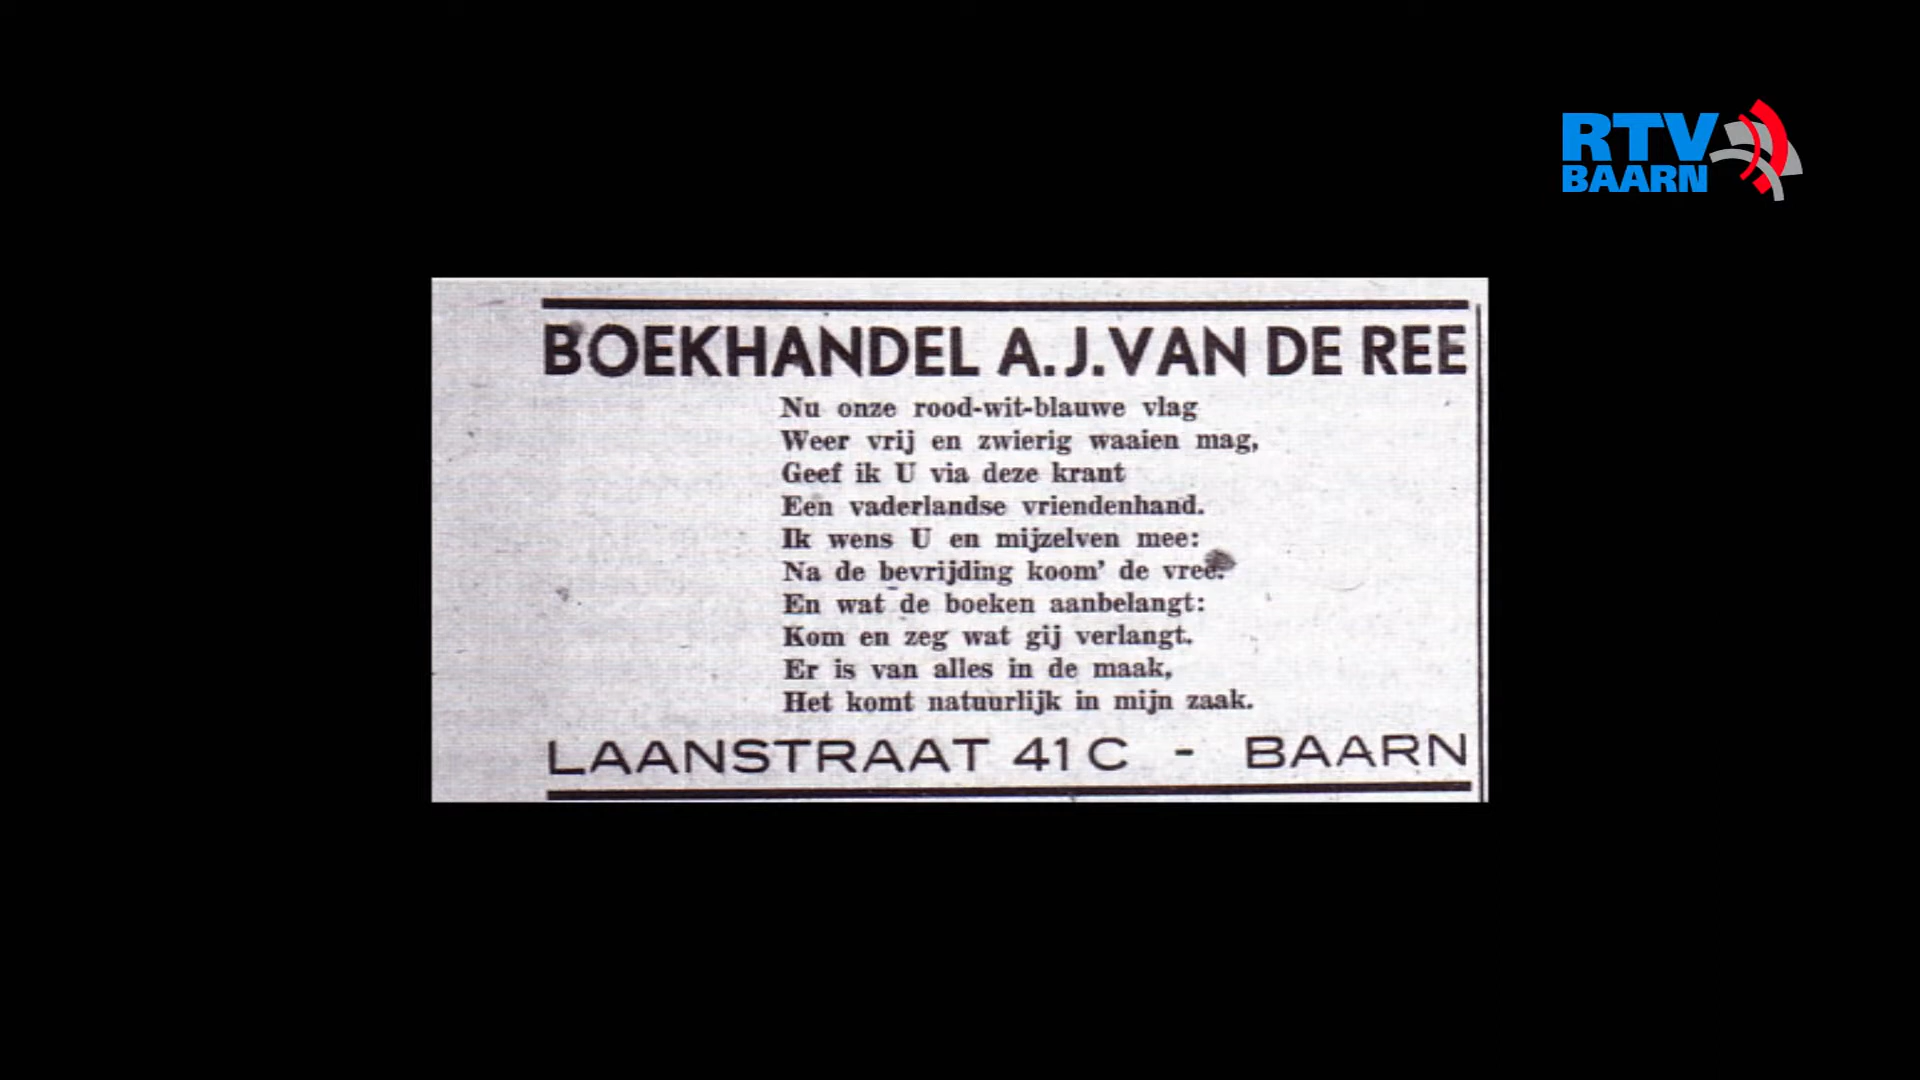 RTV
BAARN
BOEKHANDEL A.J. VAN DE REE
Nu onze rood-wit-blauwe vlag
Weer vrij en zwierig waaien mag,
Geef ik U via deze krant
Een vaderlandse vriendenhand.
Ik wens U en mijzelven mee:
Na de bevrijding koom' de vree.
En wat de boeken aanbelangt:
Kom en zeg wat gij verlangt.
Er is van alles in de maak,
Het komt natuurlijk in mijn zaak.
LAANSTRAAT 41C - BAARN